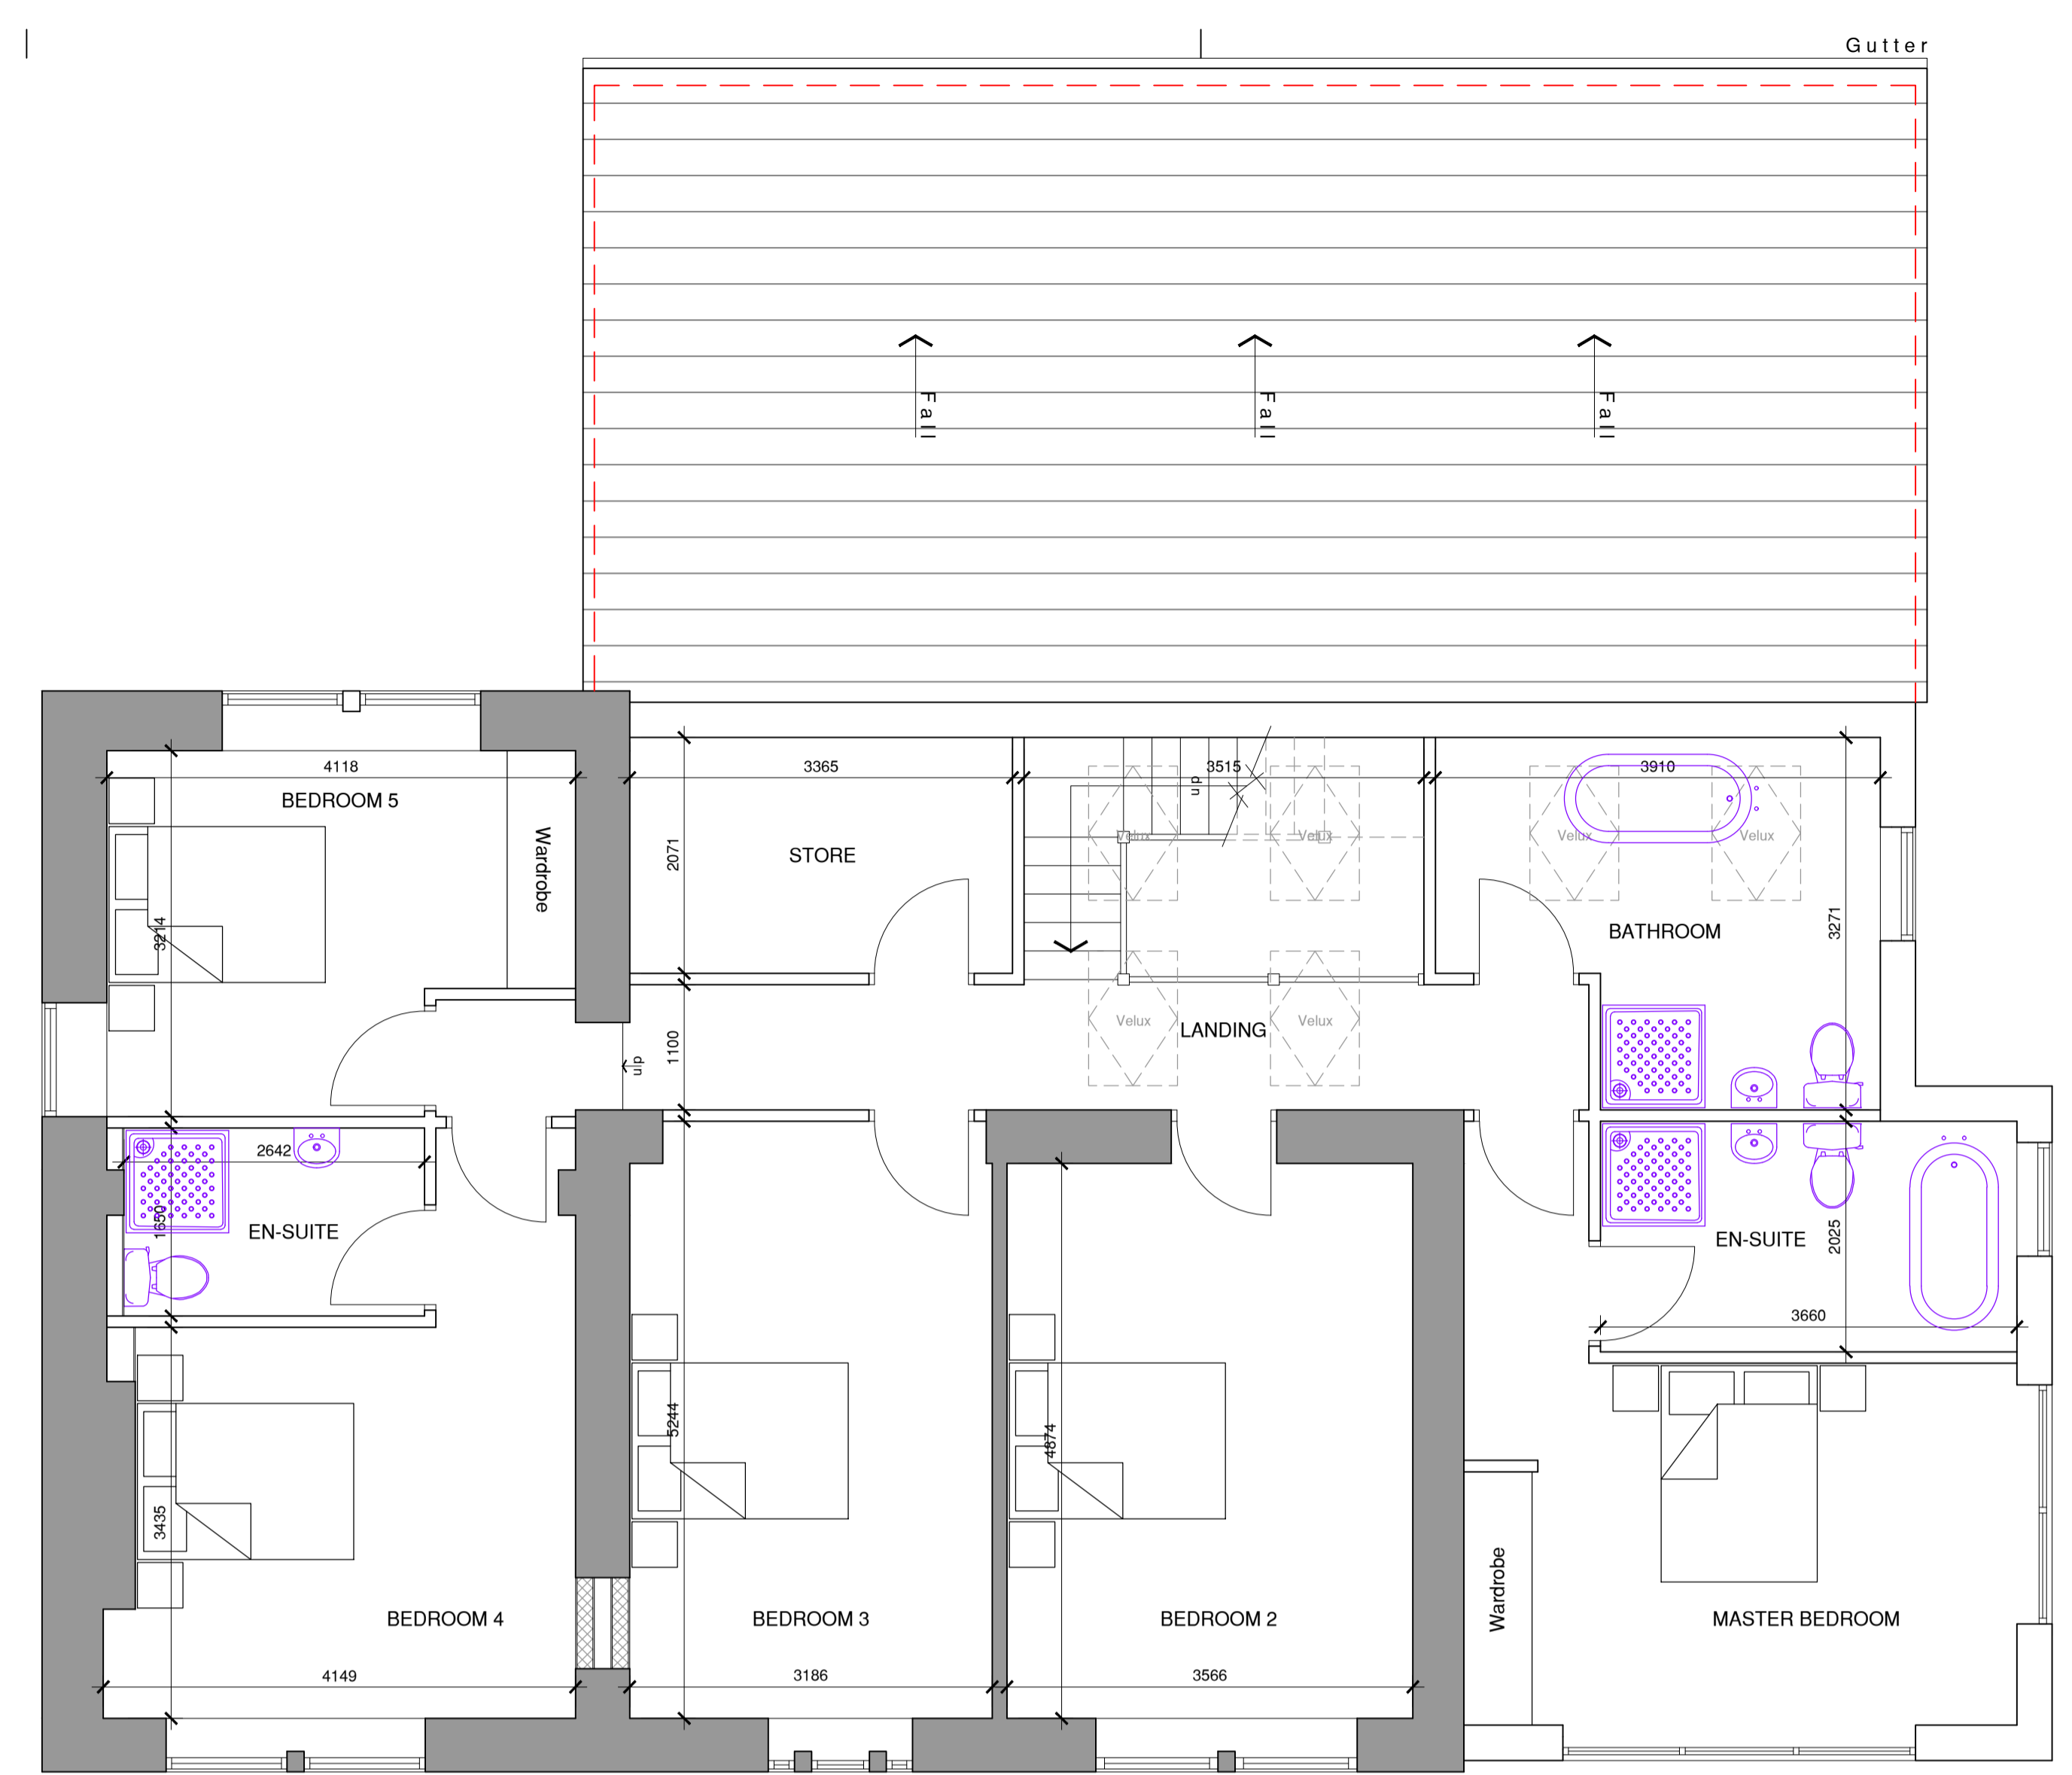 Gutter
Fall
Fall
Fall
4118
3365
3515
3910
BEDROOM 5
dn
Velux
Velux
Velux
Velux
Wardrobe
STORE
2071
3214
BATHROOM
3271
Velux
Velux
LANDING
1100
dn
2642
1650
EN-SUITE
EN-SUITE
2025
3660
5244
4874
3435
Wardrobe
BEDROOM 4
BEDROOM 3
BEDROOM 2
MASTER BEDROOM
4149
3186
3566